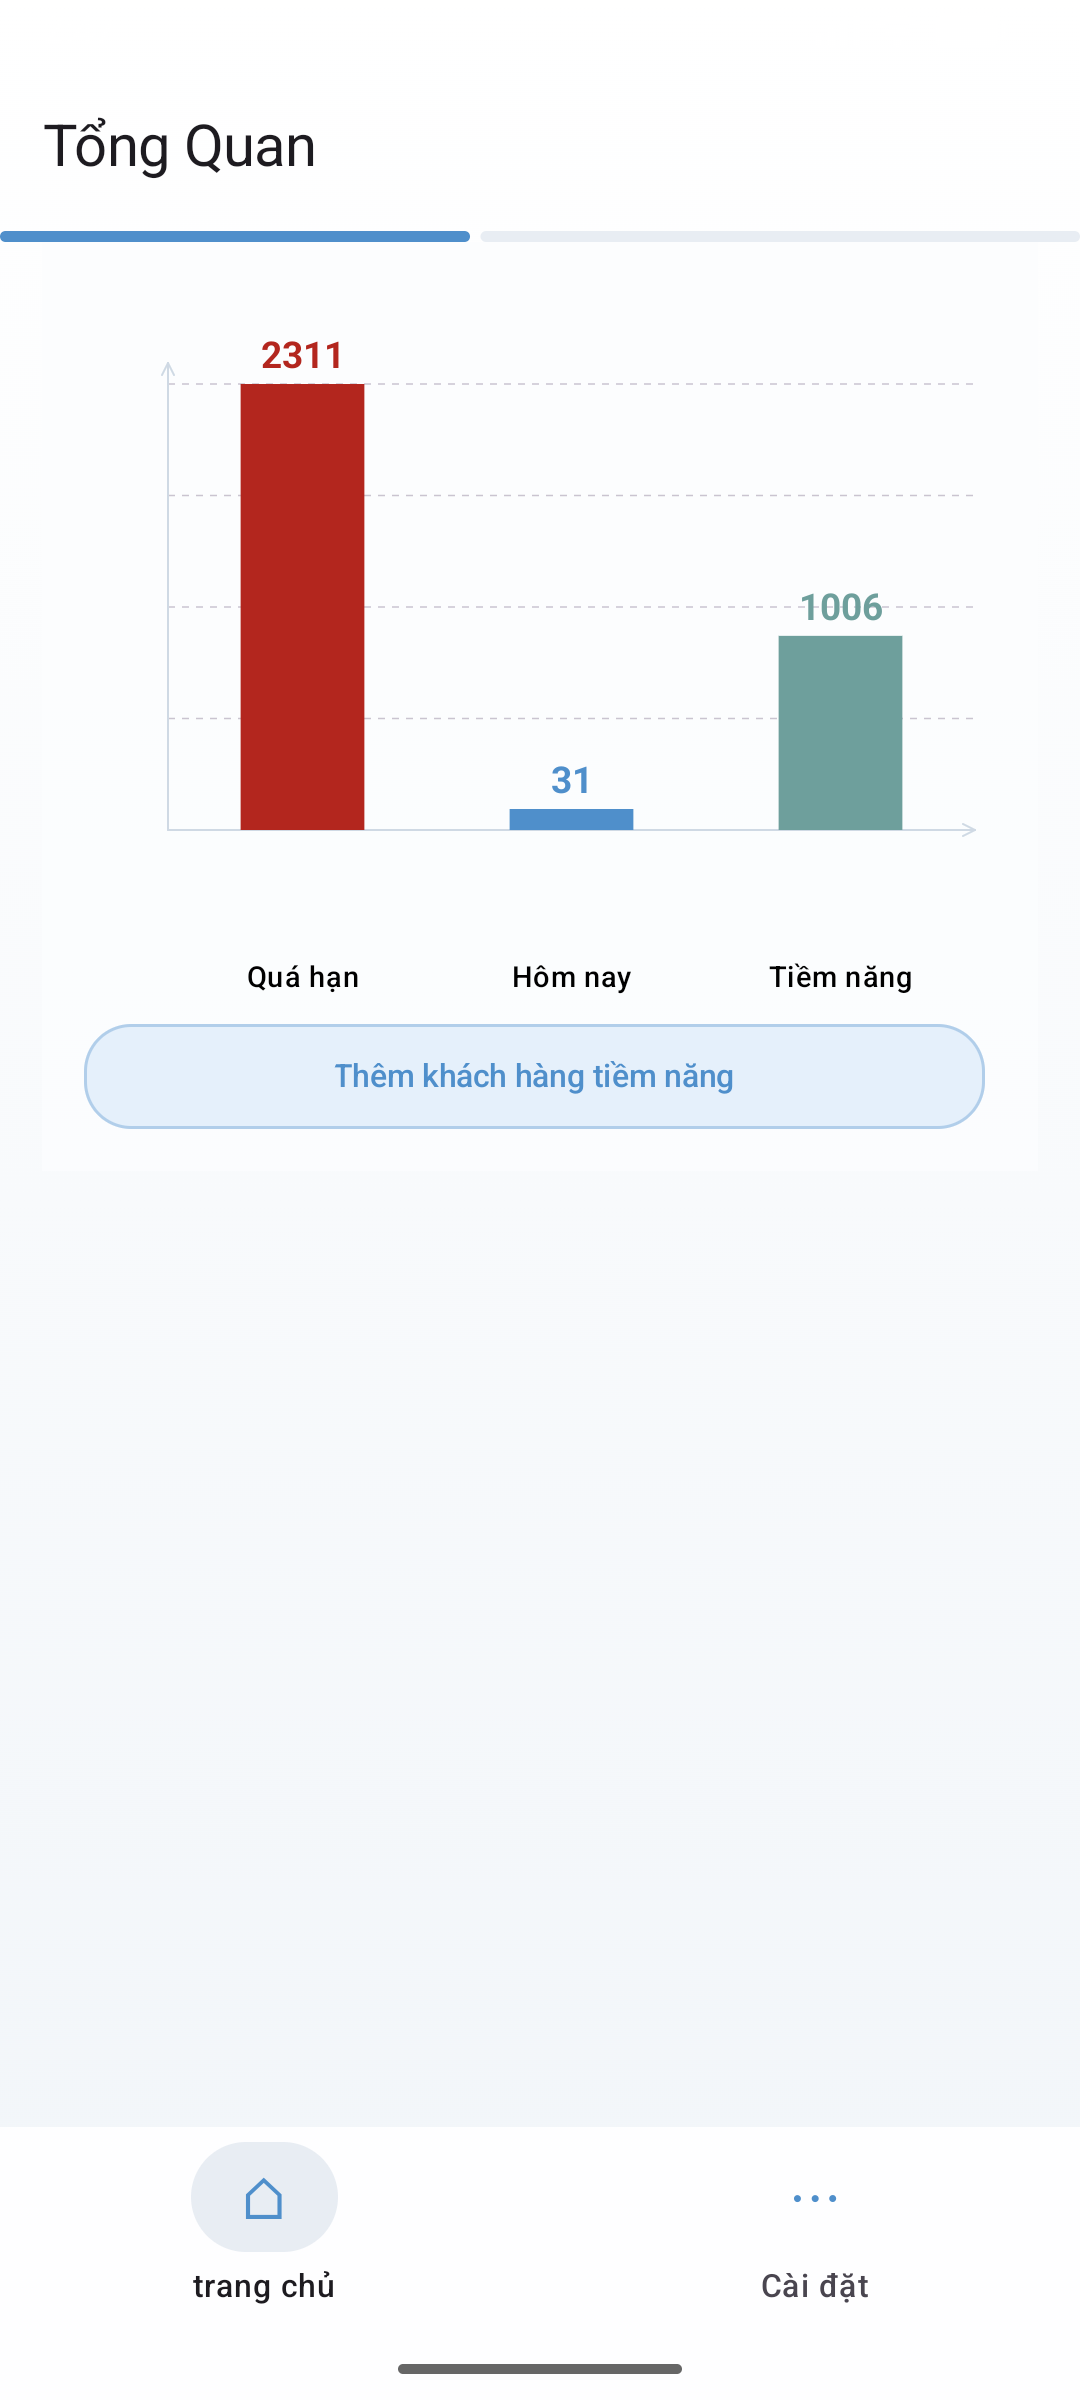 Tổng Quan
2311
1006
31
Quá hạn Hôm nay Tiềm năng
Thêm khách hàng tiềm năng
trang chủ Cài đặt